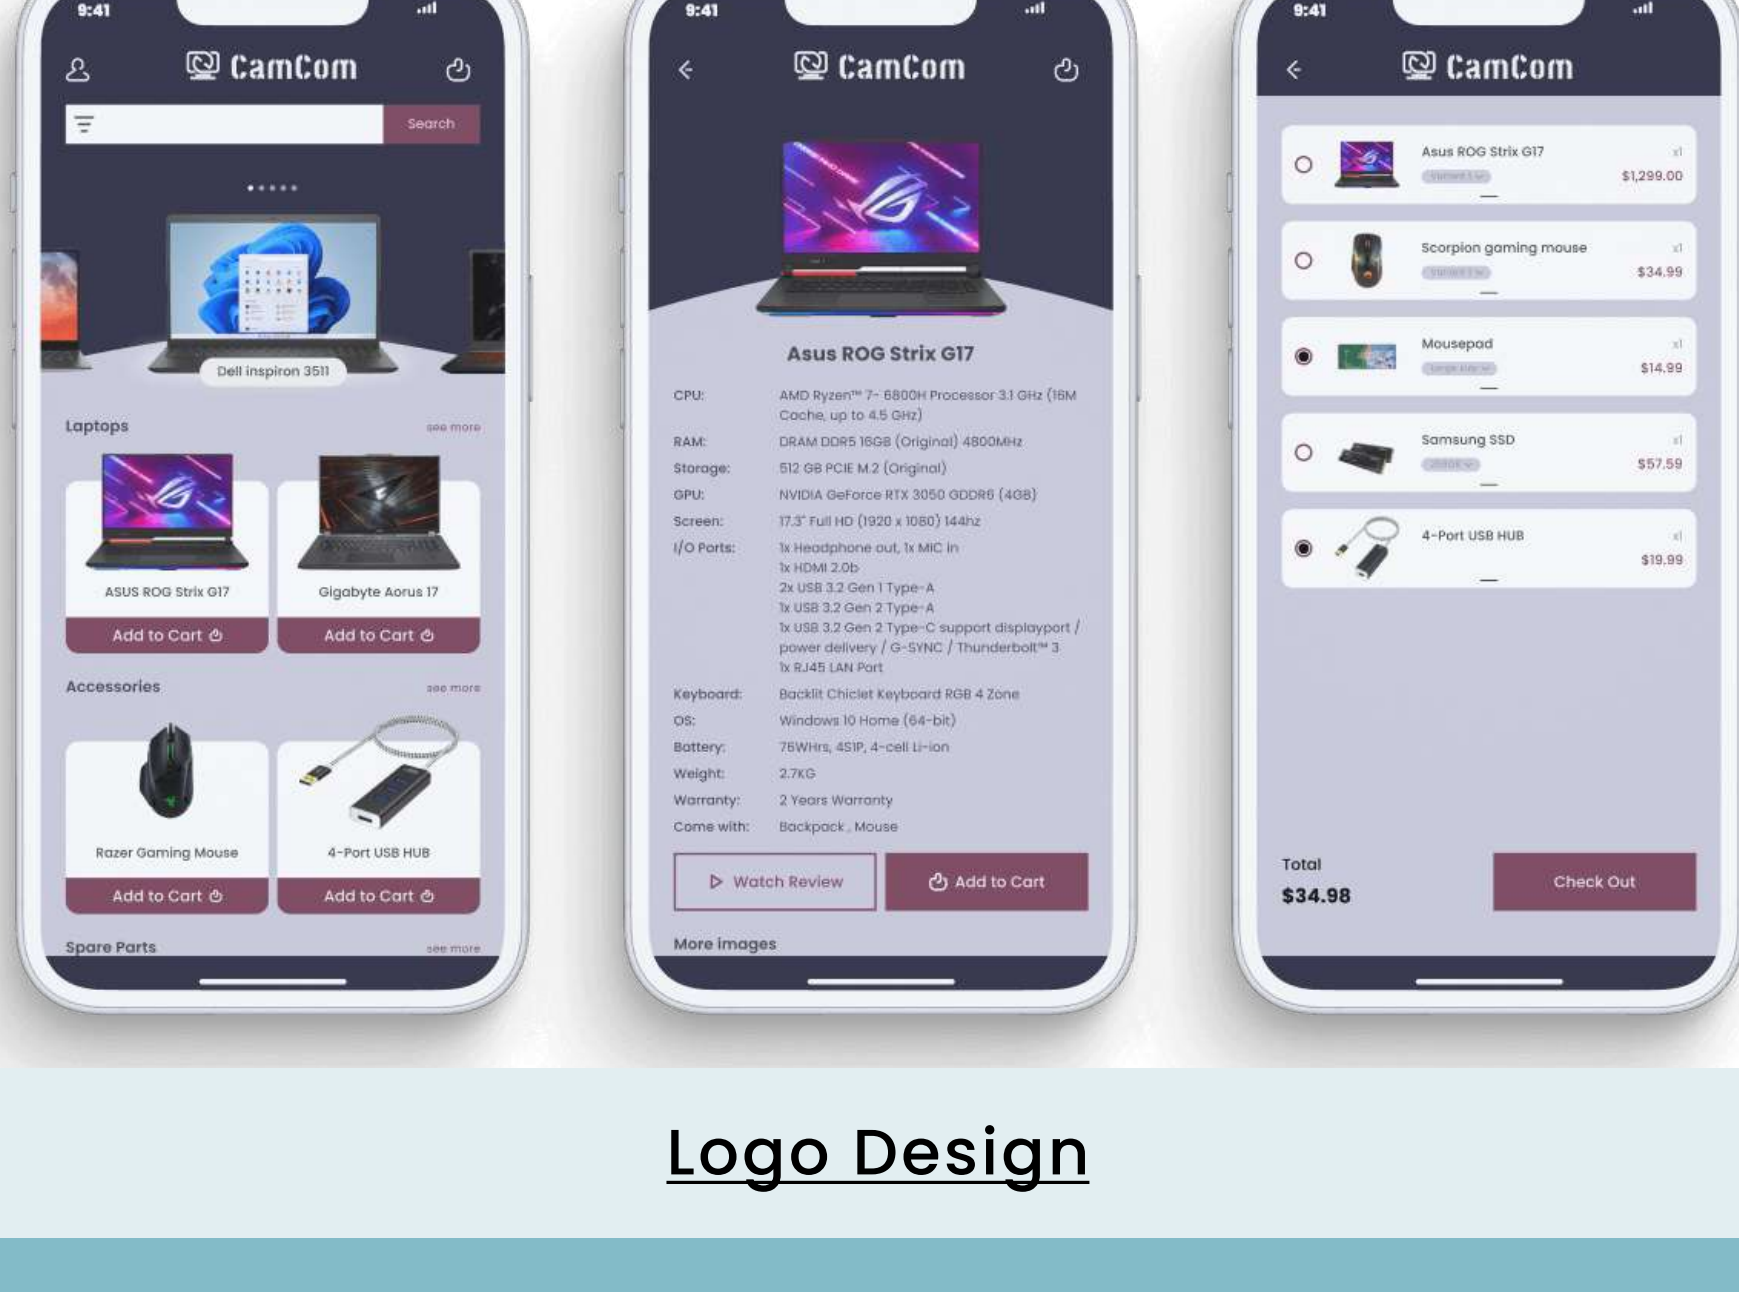 9:41
CamCom
Search
Dell inspiron 3511
Laptops
see more
ASUS ROG Strix G17
Gigabyte Aorus 17
Add to Cart
Add to Cart
Accessories
see more
Razer Gaming Mouse
4-Port USB HUB
Add to Cart
Add to Cart
Spare Parts
see more
9:41
CamCom
Asus ROG Strix G17
CPU: AMD Ryzen™ 7- 6800H Processor 3.1 GHz (16M
Cache, up to 4.5 GHz)
RAM: DRAM DDR5 16GB (Original) 4800MHz
Storage: 512 GB PCIE M.2 (Original)
GPU: NVIDIA GeForce RTX 3050 GDDR6 (4GB)
Screen: 17.3" Full HD (1920 x 1080) 144hz
I/O Ports: 1x Headphone out, 1x MIC in
1x HDMI 2.0b
2x USB 3.2 Gen 1 Type-A
1x USB 3.2 Gen 2 Type-A
1x USB 3.2 Gen 2 Type-C support displayport /
power delivery / G-SYNC / Thunderbolt™ 3
1x RJ45 LAN Port
Keyboard: Backlit Chiclet Keyboard RGB 4 Zone
OS: Windows 10 Home (64-bit)
Battery: 76WHrs, 4S1P, 4-cell Li-ion
Weight: 2.7KG
Warranty: 2 Years Warranty
Come with: Backpack , Mouse
Watch Review
Add to Cart
More images
9:41
CamCom
Asus ROG Strix G17
x1
$1,299.00
Scorpion gaming mouse
x1
$34.99
Mousepad
x1
Large size
$14.99
Samsung SSD
x1
$57.59
4-Port USB HUB
x1
$19.99
Total
$34.98
Check Out
Logo Design